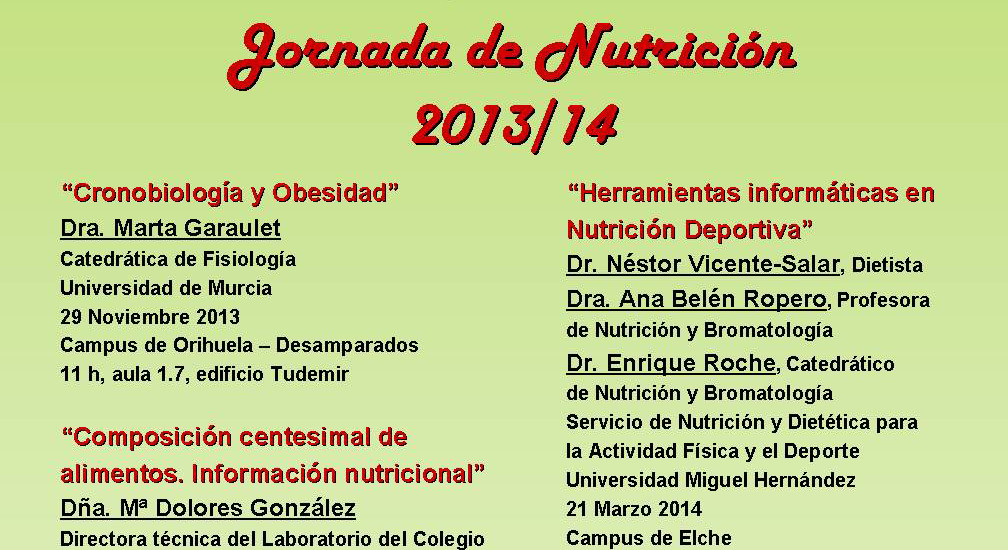 Jornada de Nutrición
2013/14
“Cronobiología y Obesidad”
Dra. Marta Garaulet
Catedrática de Fisiología
Universidad de Murcia
29 Noviembre 2013
Campus de Orihuela – Desamparados
11 h, aula 1.7, edificio Tudemir
“Composición centesimal de
alimentos. Información nutricional”
Dña. Mª Dolores González
Directora técnica del Laboratorio del Colegio
“Herramientas informáticas en
Nutrición Deportiva”
Dr. Néstor Vicente-Salar, Dietista
Dra. Ana Belén Ropero, Profesora
de Nutrición y Bromatología
Dr. Enrique Roche, Catedrático
de Nutrición y Bromatología
Servicio de Nutrición y Dietética para
la Actividad Física y el Deporte
Universidad Miguel Hernández
21 Marzo 2014
Campus de Elche